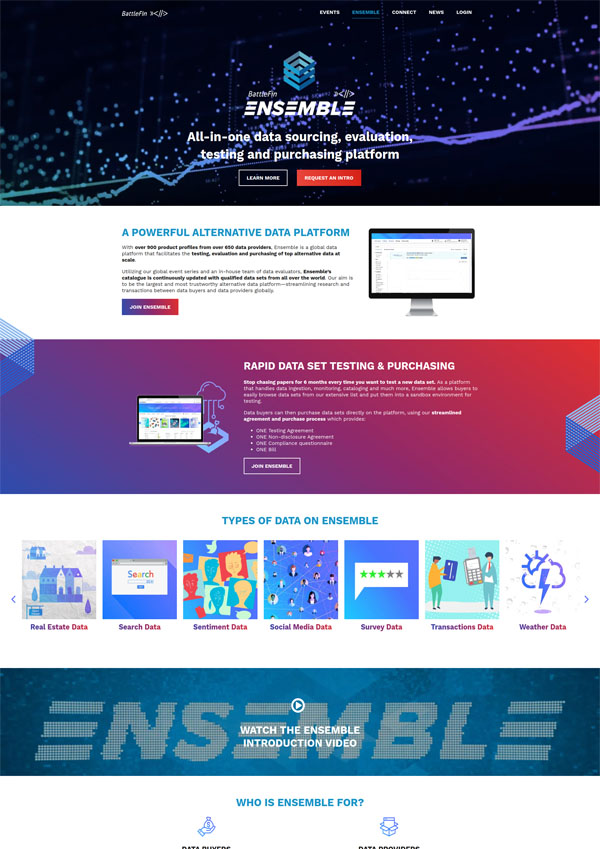 BattleFin
EVENTS
ENSEMBLE
CONNECT
NEWS
LOGIN
BattleFin
ENSEMBLE
All-in-one data sourcing, evaluation,
testing and purchasing platform
LEARN MORE
REQUEST AN INTRO
A POWERFUL ALTERNATIVE DATA PLATFORM
With over 900 product profiles from over 650 data providers, Ensemble is a global data
platform that facilitates the testing, evaluation and purchasing of top alternative data at
scale.
Utilizing our global event series and an in-house team of data evaluators, Ensemble's
catalogue is continuously updated with qualified data sets from all over the world. Our aim is
to be the largest and most trustworthy alternative data platform—streamlining research and
transactions between data buyers and data providers globally.
JOIN ENSEMBLE
RAPID DATA SET TESTING & PURCHASING
Stop chasing papers for 6 months every time you want to test a new data set. As a platform
that handles data ingestion, monitoring, cataloging and much more, Ensemble allows buyers to
easily browse data sets from our extensive list and put them into a sandbox environment for
testing.
Data buyers can then purchase data sets directly on the platform, using our streamlined
agreement and purchase process which provides:
• ONE Testing Agreement
• ONE Non-disclosure Agreement
• ONE Compliance questionnaire
• ONE Bill
JOIN ENSEMBLE
TYPES OF DATA ON ENSEMBLE
Search
Real Estate Data
Search Data
Sentiment Data
Social Media Data
Survey Data
Transactions Data
Weather Data
ENSEMBLE
WATCH THE ENSEMBLE
INTRODUCTION VIDEO
WHO IS ENSEMBLE FOR?
DATA BUYERS
DATA PROVIDERS